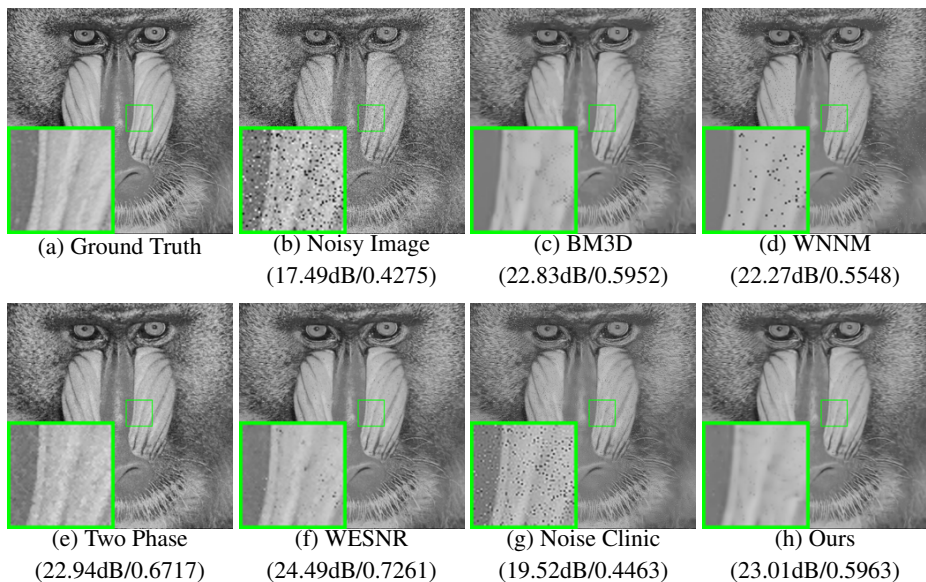 (a) Ground Truth
(b) Noisy Image
(c) BM3D
(d) WNNM
(17.49dB/0.4275)
(22.83dB/0.5952)
(22.27dB/0.5548)
(e) Two Phase
(f) WESNR
(g) Noise Clinic
(h) Ours
(22.94dB/0.6717)
(24.49dB/0.7261)
(19.52dB/0.4463)
(23.01dB/0.5963)